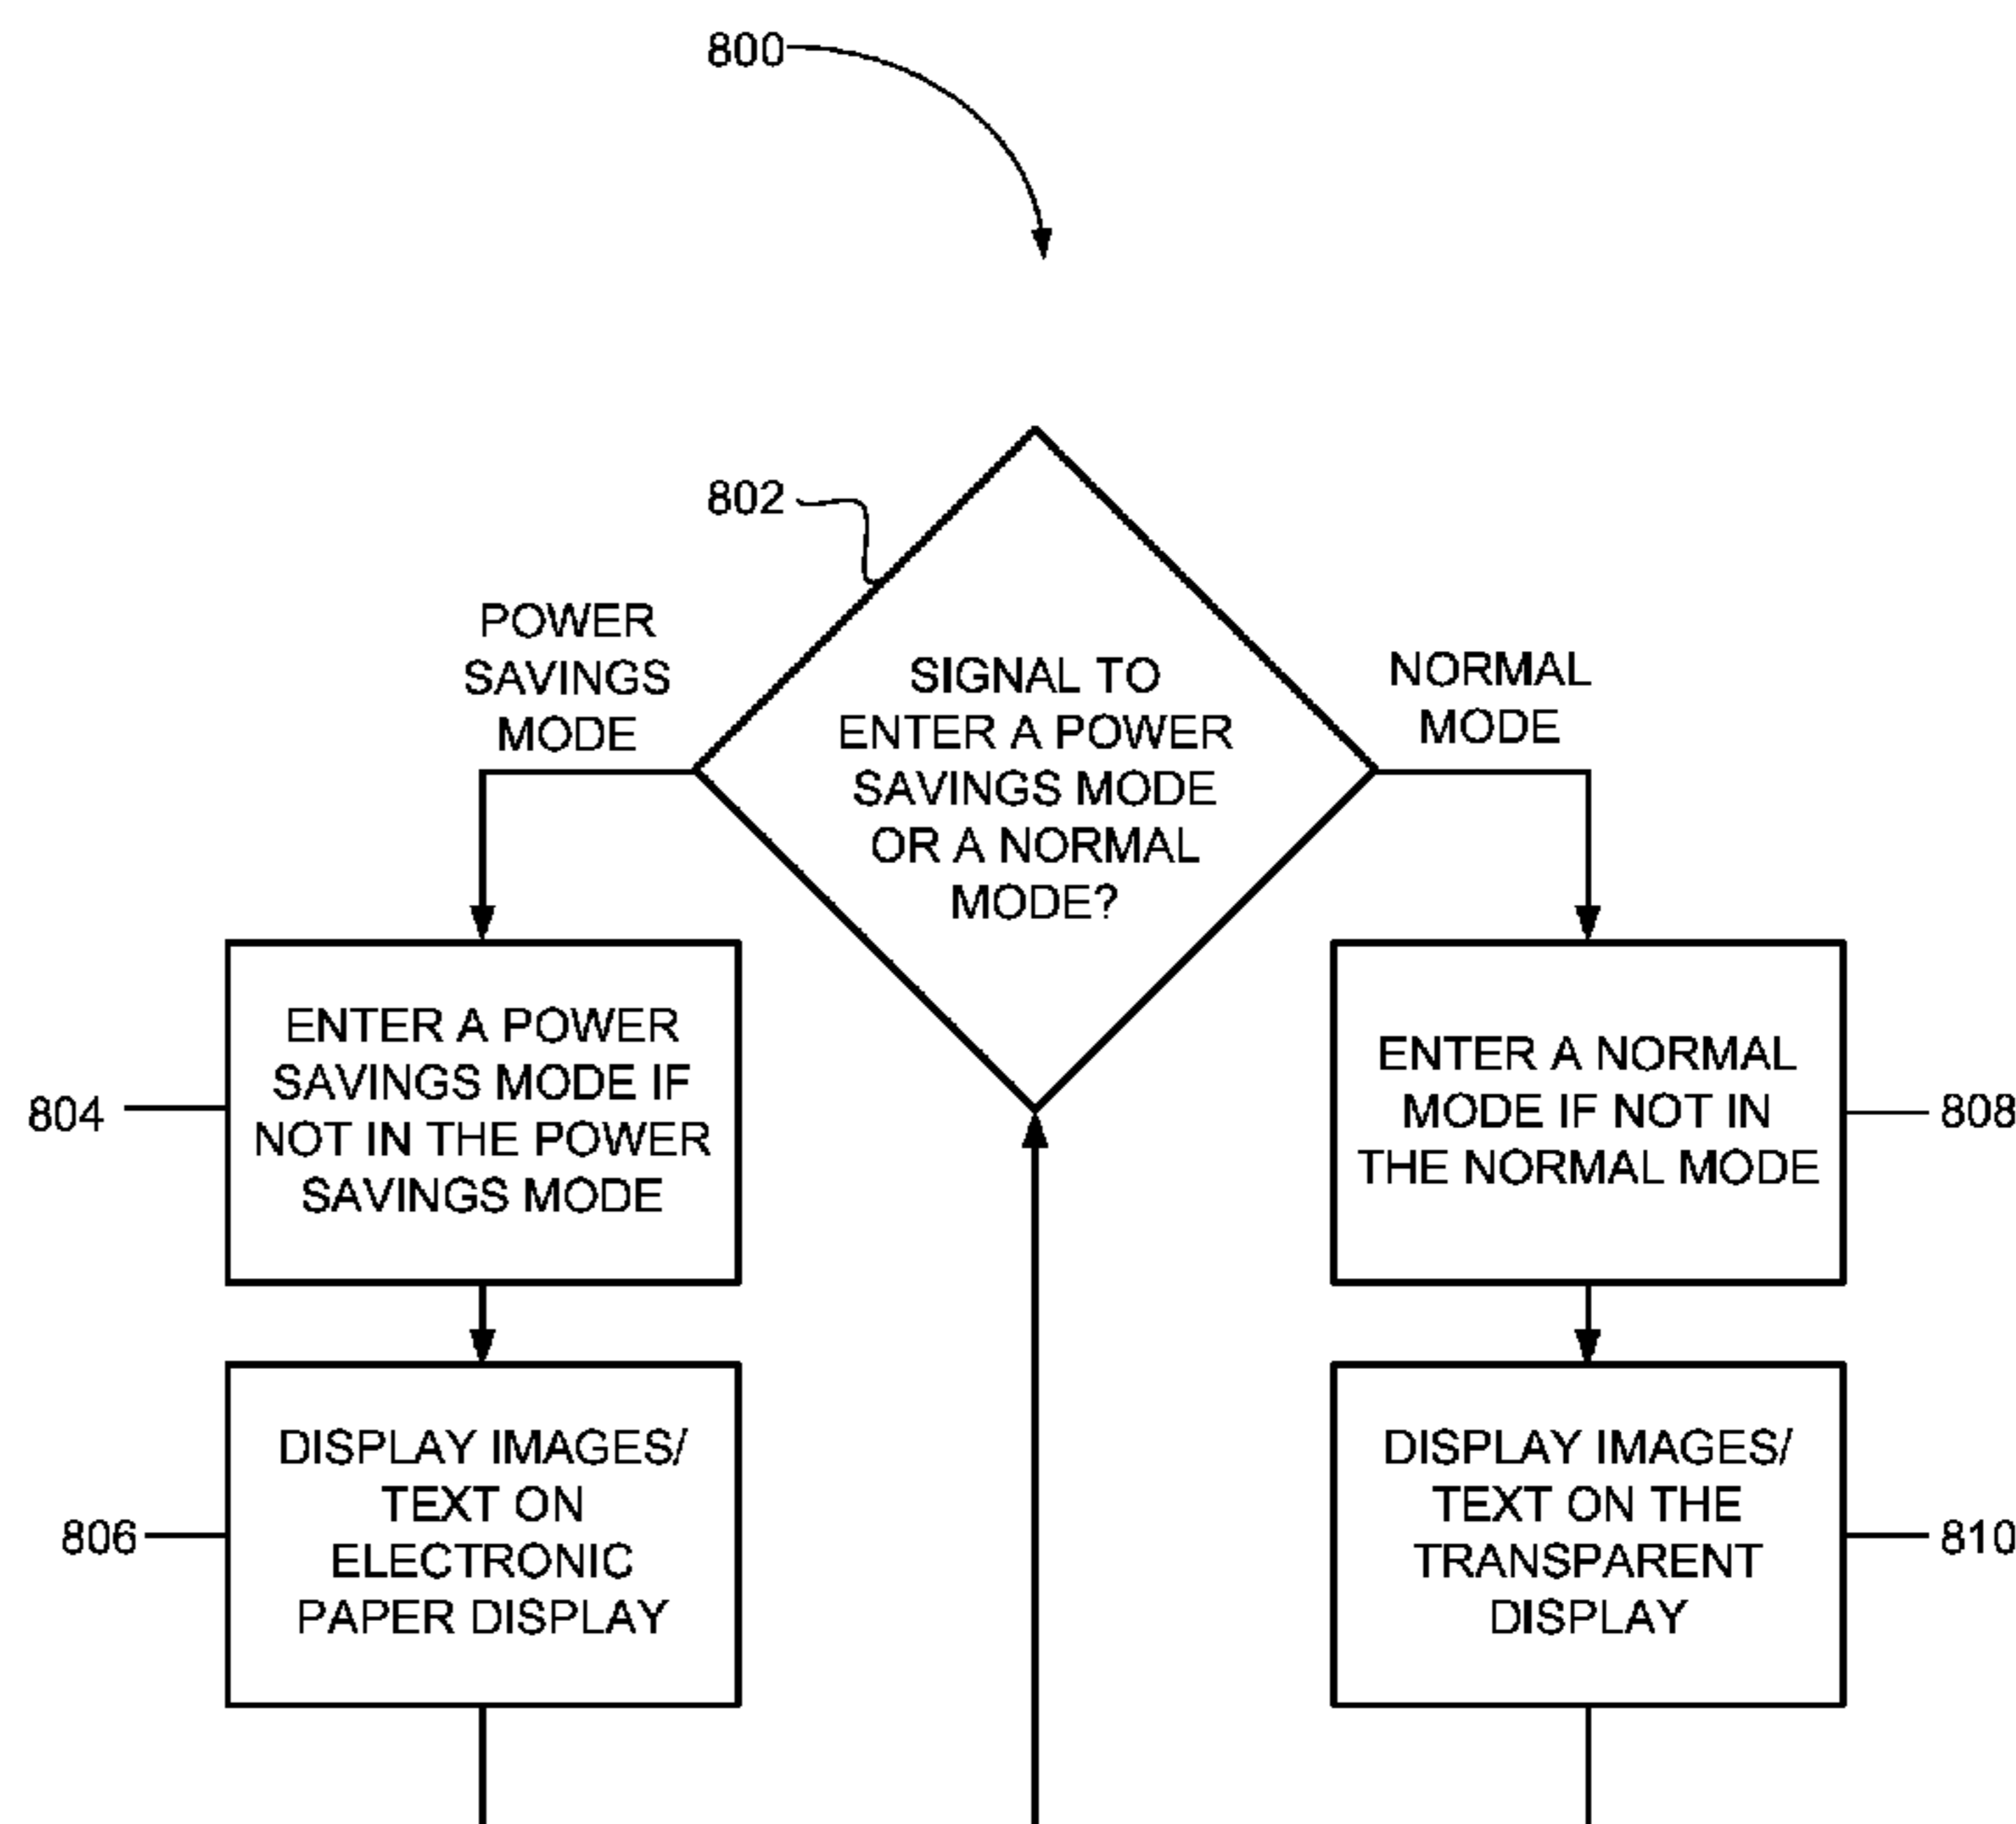 800
802
POWER
SAVINGS
MODE
SIGNAL TO
ENTER A POWER
SAVINGS MODE
OR A NORMAL
MODE?
NORMAL
MODE
804
ENTER A POWER
SAVINGS MODE IF
NOT IN THE POWER
SAVINGS MODE
ENTER A NORMAL
MODE IF NOT IN
THE NORMAL MODE
808
806
DISPLAY IMAGES/
TEXT ON
ELECTRONIC
PAPER DISPLAY
DISPLAY IMAGES/
TEXT ON THE
TRANSPARENT
DISPLAY
810